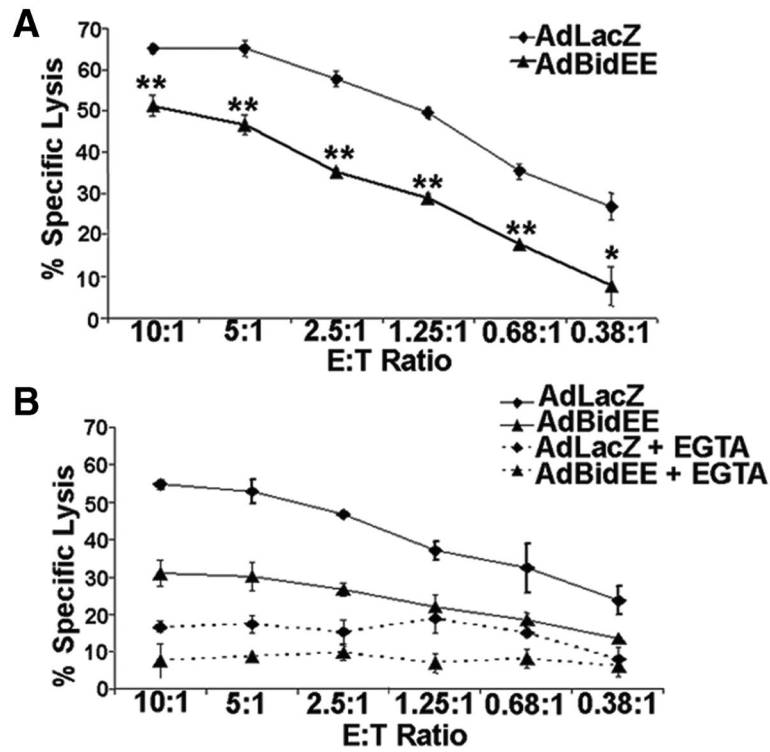 A
70
60
50
40
30
20
10
0
% Specific Lysis
AdLacZ
AdBidEE
**
**
**
**
**
*
10:1 5:1 2.5:1 1.25:1 0.68:1 0.38:1
E:T Ratio
B
70
60
50
40
30
20
10
0
% Specific Lysis
AdLacZ
AdBidEE
AdLacZ + EGTA
AdBidEE + EGTA
10:1 5:1 2.5:1 1.25:1 0.68:1 0.38:1
E:T Ratio